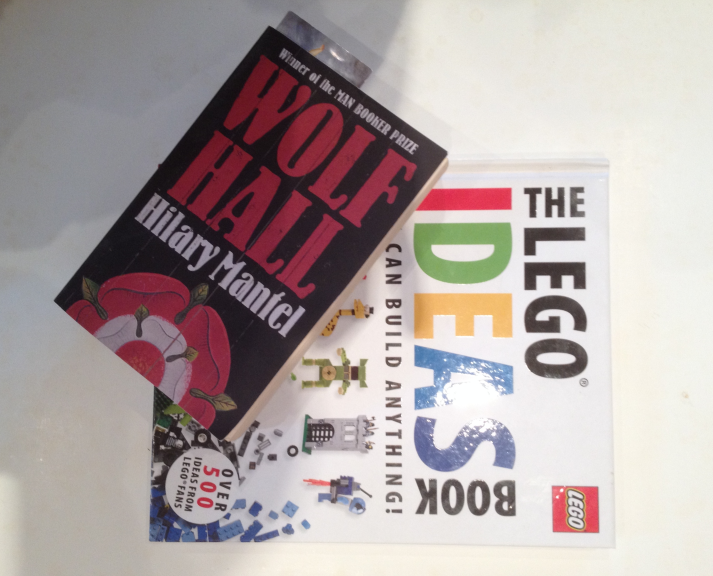 Winner of the MAN BOOKER PRIZE
WOLF
HALL
Hilary Mantel
THE LEGO®
IDEAS
BOOK
CAN BUILD ANYTHING!
OVER
500
IDEAS FROM
LEGO® FANS
LEGO